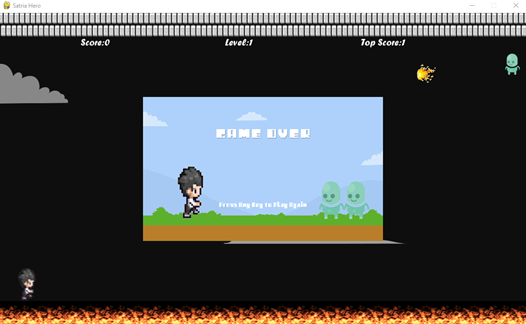 Satria Hero
Score:0 Level:1 Top Score:1
GAME OVER
Press Any Key to Play Again